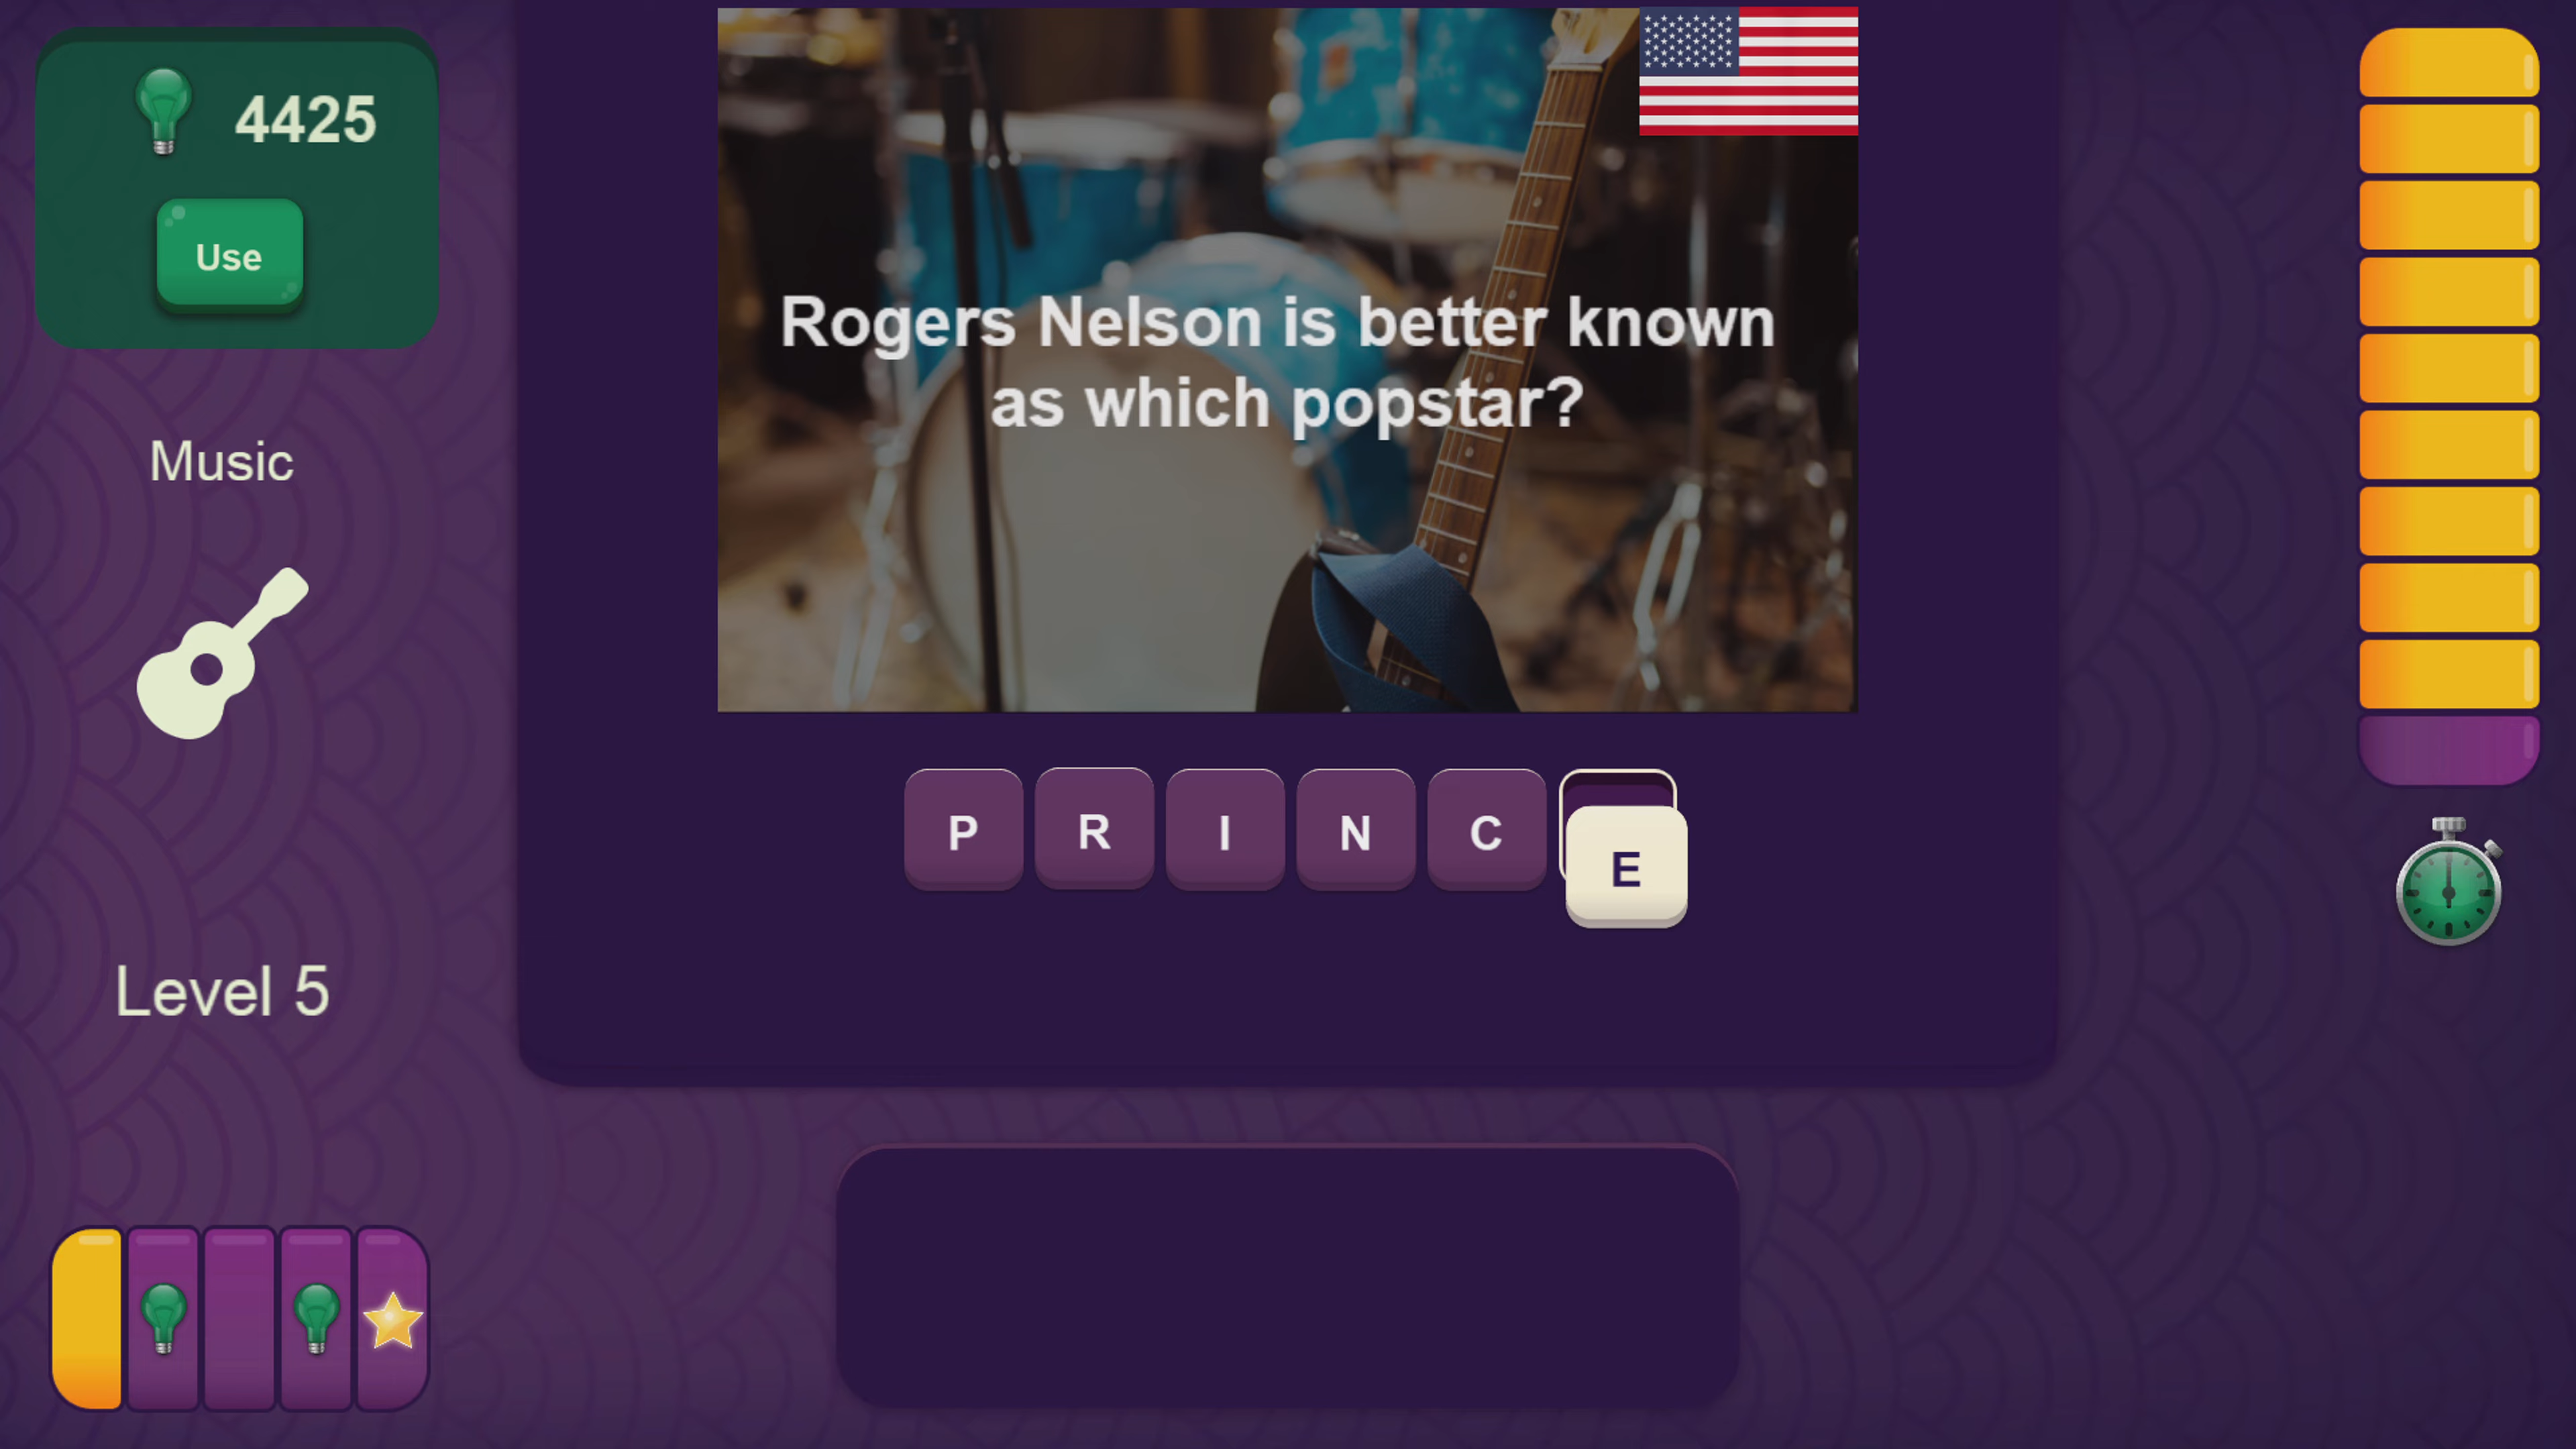 4425
Use
Music
Level 5
Rogers Nelson is better known
as which popstar?
P R I N C E